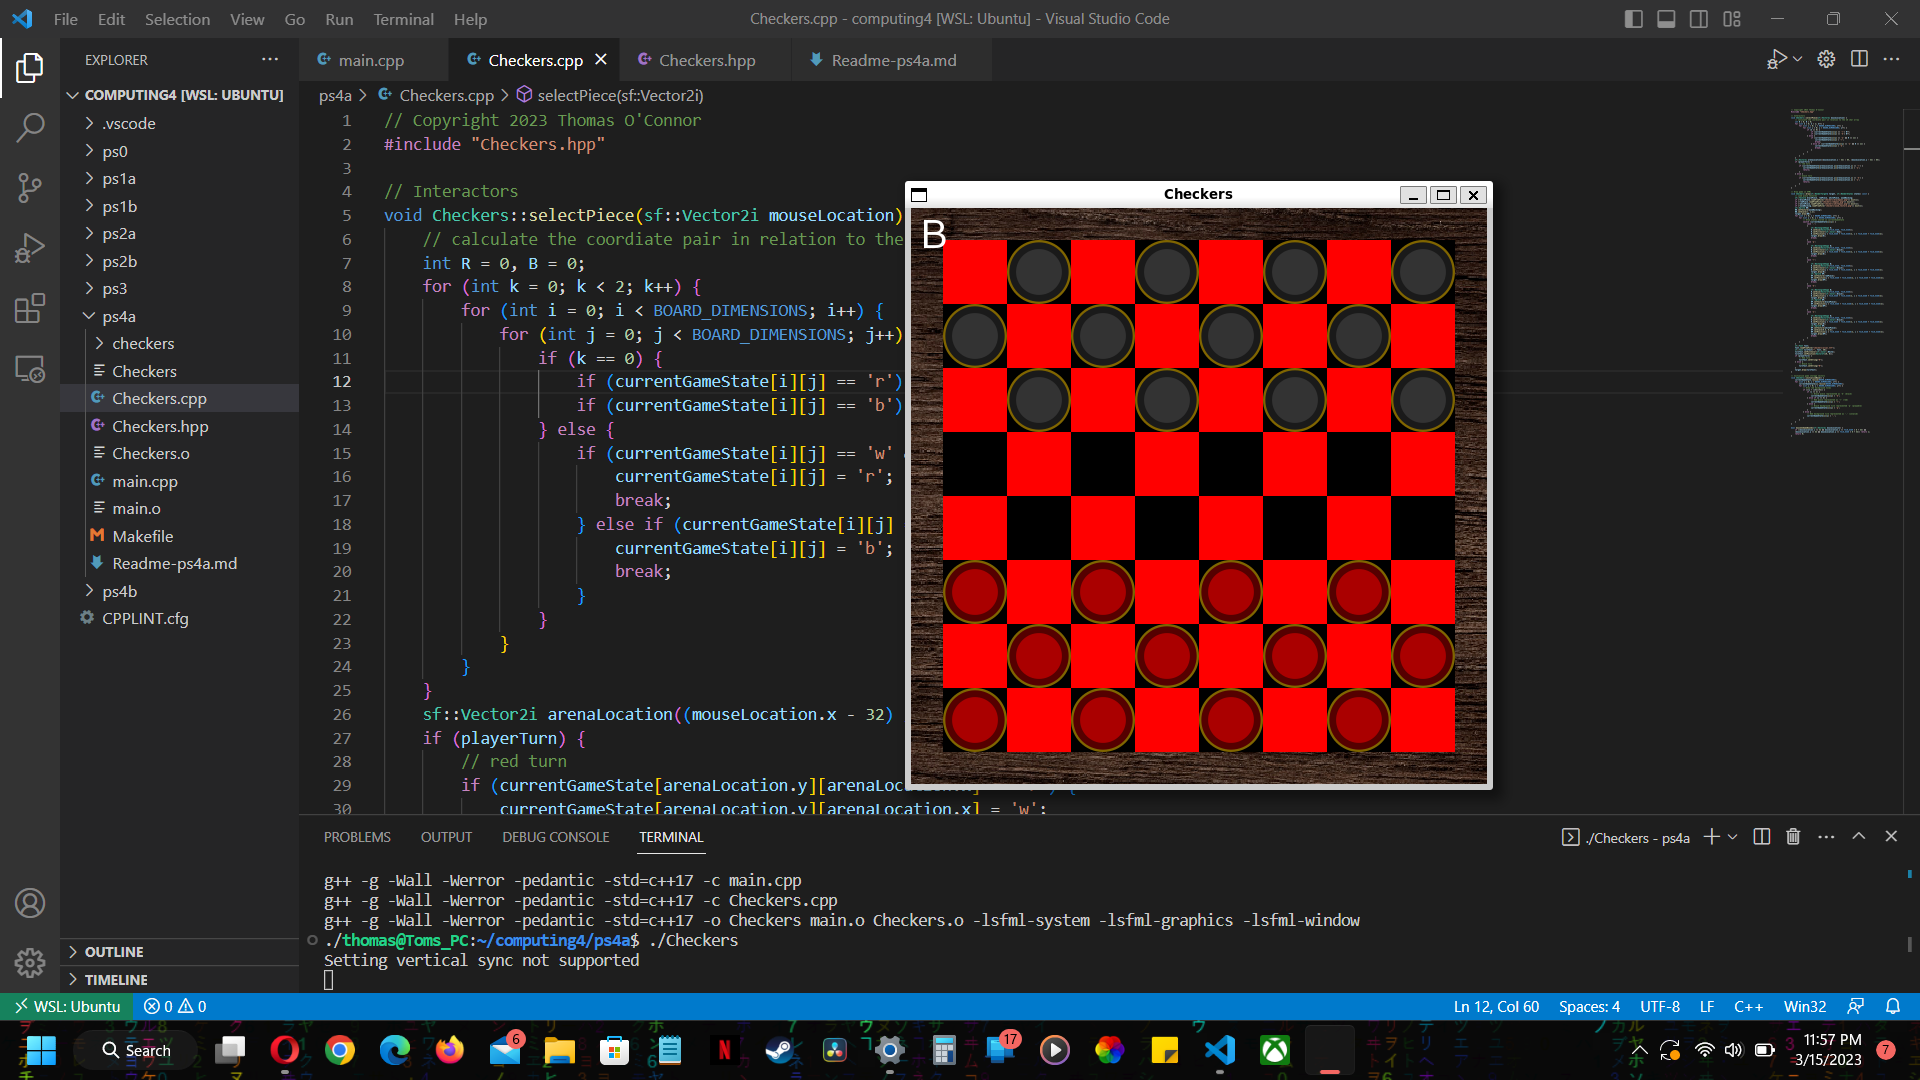 File Edit Selection View Go Run Terminal Help
Checkers.cpp - computing4 [WSL: Ubuntu] - Visual Studio Code
EXPLORER
COMPUTING4 [WSL: UBUNTU]
.vscode
ps0
ps1a
ps1b
ps2a
ps2b
ps3
ps4a
checkers
Checkers
Checkers.cpp
Checkers.hpp
Checkers.o
main.cpp
main.o
Makefile
Readme-ps4a.md
ps4b
CPPLINT.cfg
OUTLINE
TIMELINE
main.cpp
Checkers.cpp
Checkers.hpp
Readme-ps4a.md
ps4a > Checkers.cpp > selectPiece(sf::Vector2i)
1 // Copyright 2023 Thomas O'Connor
2 #include "Checkers.hpp"
3
4 // Interactors
5 void Checkers::selectPiece(sf::Vector2i mouseLocation)
6 // calculate the coordiate pair in relation to the
7 int R = 0, B = 0;
8 for (int k = 0; k < 2; k++) {
9 for (int i = 0; i < BOARD_DIMENSIONS; i++) {
10 for (int j = 0; j < BOARD_DIMENSIONS; j++)
11 if (k == 0) {
12 if (currentGameState[i][j] == 'r')
13 if (currentGameState[i][j] == 'b')
14 } else {
15 if (currentGameState[i][j] == 'w'
16 currentGameState[i][j] = 'r';
17 break;
18 } else if (currentGameState[i][j]
19 currentGameState[i][j] = 'b';
20 break;
21 }
22 }
23 }
24 }
25 }
26 sf::Vector2i arenaLocation((mouseLocation.x - 32)
27 if (playerTurn) {
28 // red turn
29 if (currentGameState[arenaLocation.y][arenaLoc
30 currentGameState[arenaLocation.y][arenaLocation.x] = 'w';
Checkers
B
PROBLEMS OUTPUT DEBUG CONSOLE TERMINAL
./Checkers - ps4a
g++ -g -Wall -Werror -pedantic -std=c++17 -c main.cpp
g++ -g -Wall -Werror -pedantic -std=c++17 -c Checkers.cpp
g++ -g -Wall -Werror -pedantic -std=c++17 -o Checkers main.o Checkers.o -lsfml-system -lsfml-graphics -lsfml-window
./thomas@Toms_PC:~/computing4/ps4a$ ./Checkers
Setting vertical sync not supported
WSL: Ubuntu 0 0
Ln 12, Col 60 Spaces: 4 UTF-8 LF C++ Win32
Search
6
17
11:57 PM
3/15/2023
7